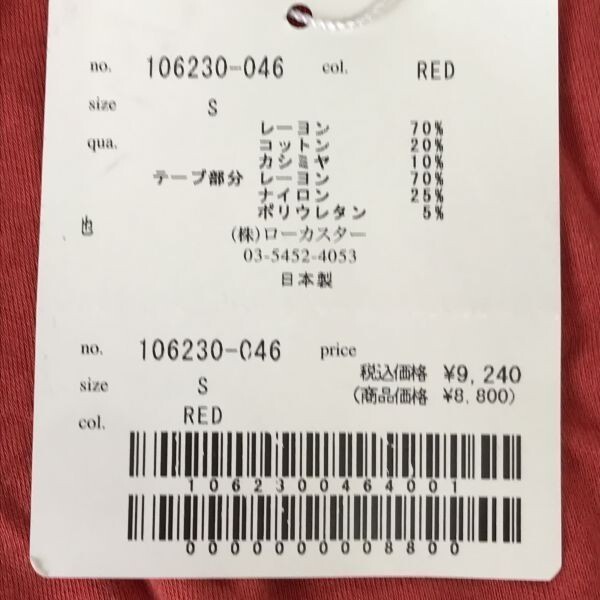 no. 106230-046 col. RED
size S
qua. レーヨン 70%
コットン 20%
カシミヤ 10%
テープ部分 レーヨン 70%
ナイロン 25%
ポリウレタン 5%
也
(株)ローカスター
03-5452-4053
日本製
no. 106230-046 price
税込価格 ¥9,240
size S (商品価格 ¥8,800)
col. RED
1062300464001
0000000008800